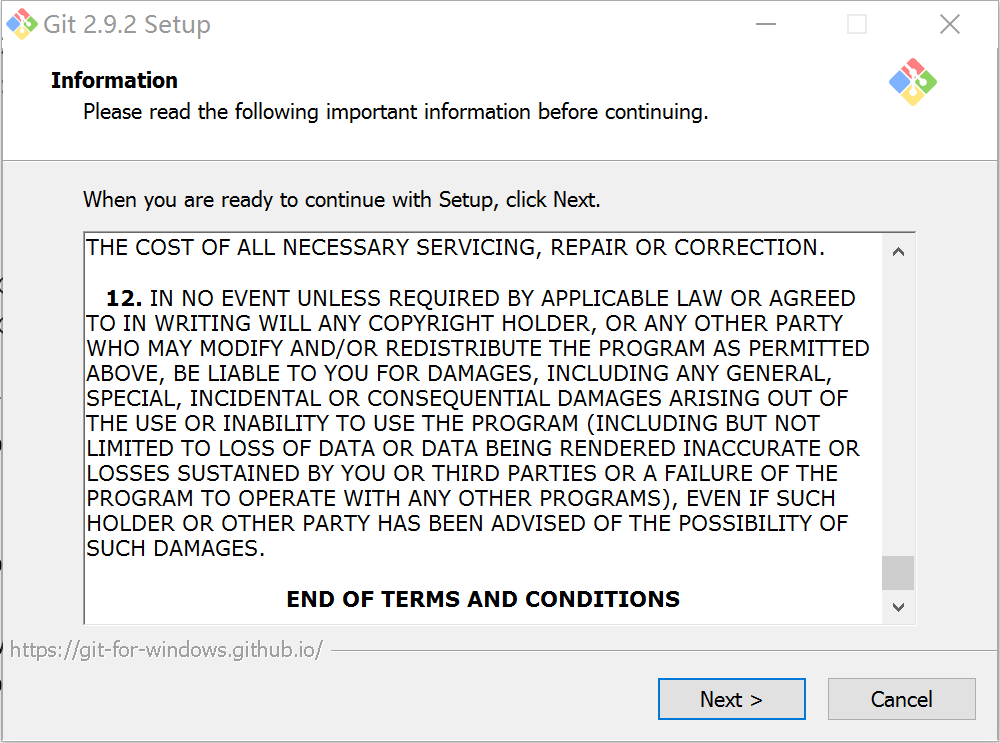 Git 2.9.2 Setup
Information
Please read the following important information before continuing.
When you are ready to continue with Setup, click Next.
THE COST OF ALL NECESSARY SERVICING, REPAIR OR CORRECTION.
12. IN NO EVENT UNLESS REQUIRED BY APPLICABLE LAW OR AGREED
TO IN WRITING WILL ANY COPYRIGHT HOLDER, OR ANY OTHER PARTY
WHO MAY MODIFY AND/OR REDISTRIBUTE THE PROGRAM AS PERMITTED
ABOVE, BE LIABLE TO YOU FOR DAMAGES, INCLUDING ANY GENERAL,
SPECIAL, INCIDENTAL OR CONSEQUENTIAL DAMAGES ARISING OUT OF
THE USE OR INABILITY TO USE THE PROGRAM (INCLUDING BUT NOT
LIMITED TO LOSS OF DATA OR DATA BEING RENDERED INACCURATE OR
LOSSES SUSTAINED BY YOU OR THIRD PARTIES OR A FAILURE OF THE
PROGRAM TO OPERATE WITH ANY OTHER PROGRAMS), EVEN IF SUCH
HOLDER OR OTHER PARTY HAS BEEN ADVISED OF THE POSSIBILITY OF
SUCH DAMAGES.
END OF TERMS AND CONDITIONS
https://git-for-windows.github.io/
Next >
Cancel